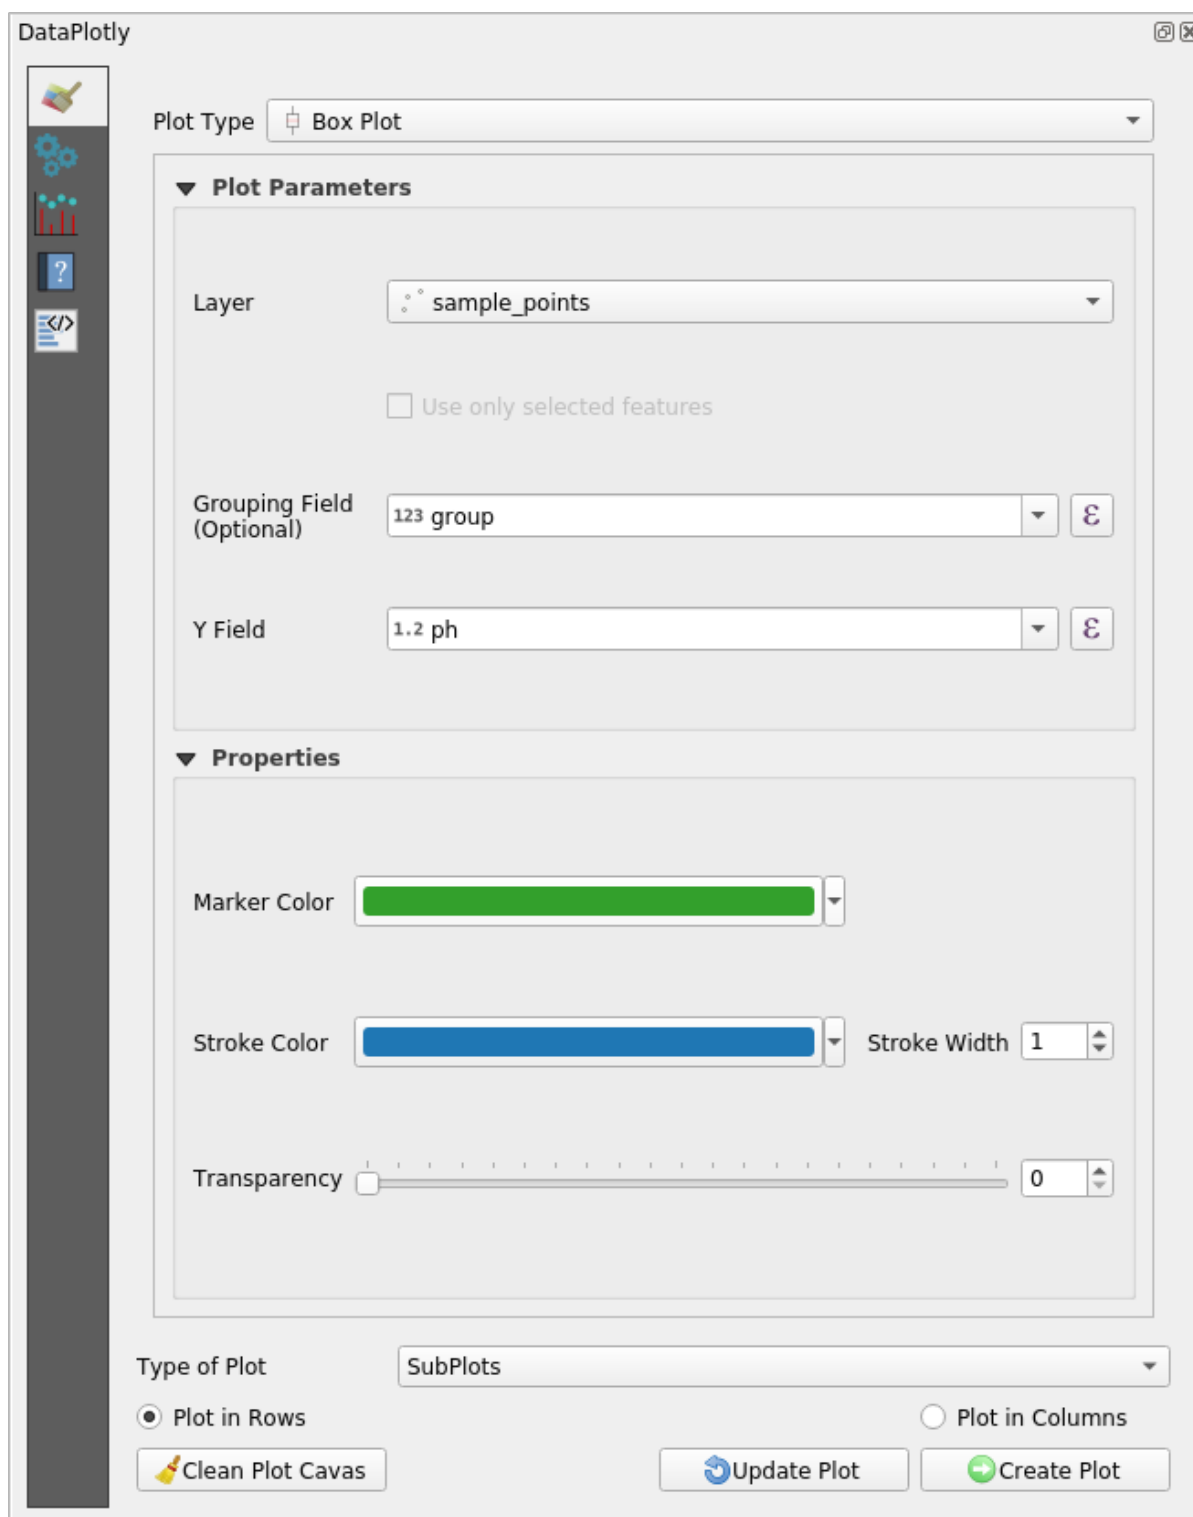 DataPlotly
Plot Type Box Plot
Plot Parameters
Layer sample_points
Use only selected features
Grouping Field
(Optional)
123 group
ε
Y Field 1.2 ph ε
Properties
Marker Color
Stroke Color Stroke Width 1
Transparency 0
Type of Plot SubPlots
Plot in Rows Plot in Columns
Clean Plot Cavas Update Plot Create Plot
?
</>